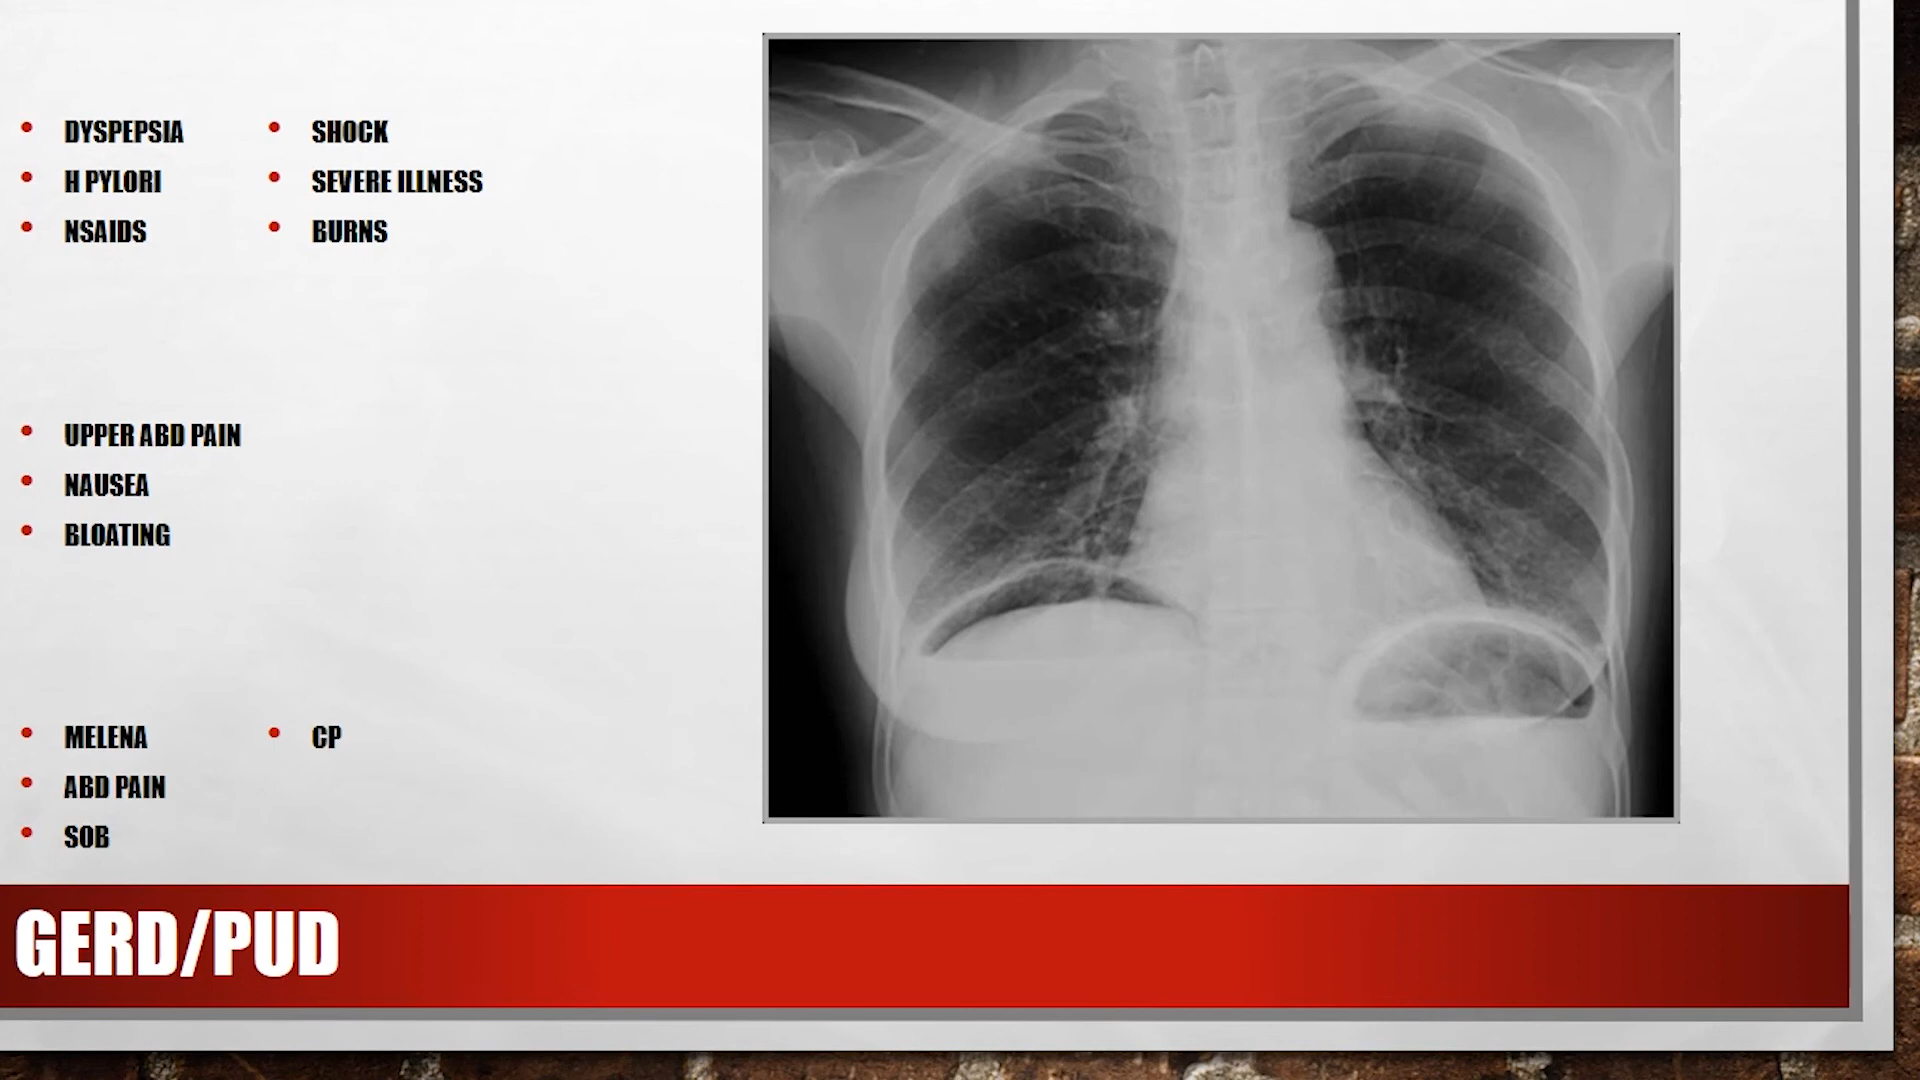 DYSPEPSIA
H PYLORI
NSAIDS
SHOCK
SEVERE ILLNESS
BURNS
UPPER ABD PAIN
NAUSEA
BLOATING
MELENA
ABD PAIN
SOB
CP
GERD/PUD